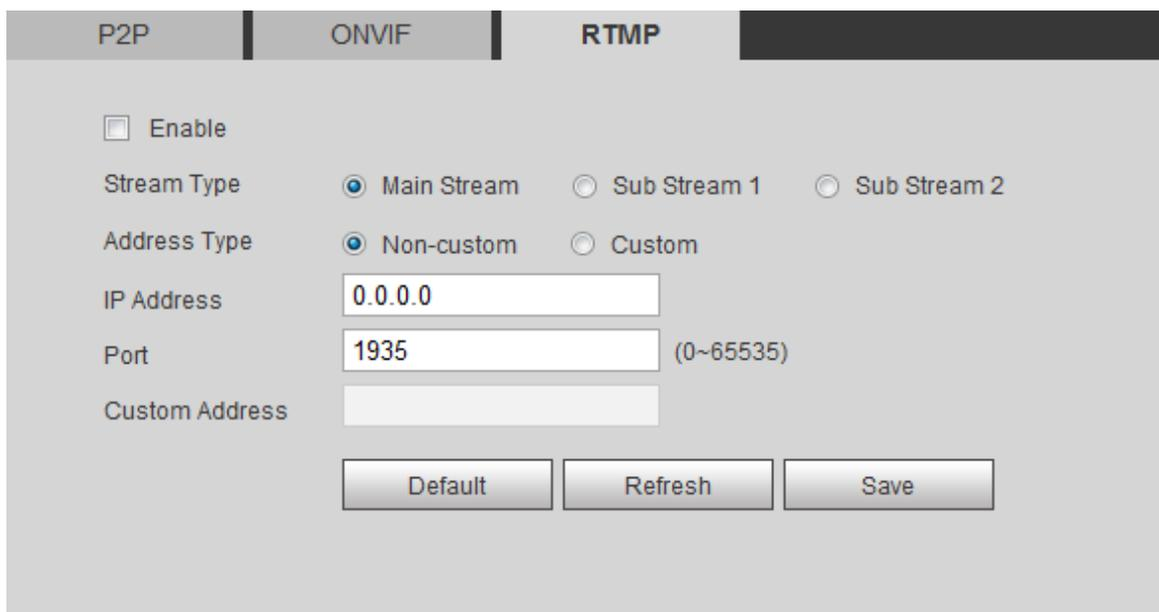 P2P ONVIF RTMP
Enable
Stream Type Main Stream Sub Stream 1 Sub Stream 2
Address Type Non-custom Custom
IP Address 0.0.0.0
Port 1935 (0~65535)
Custom Address
Default Refresh Save